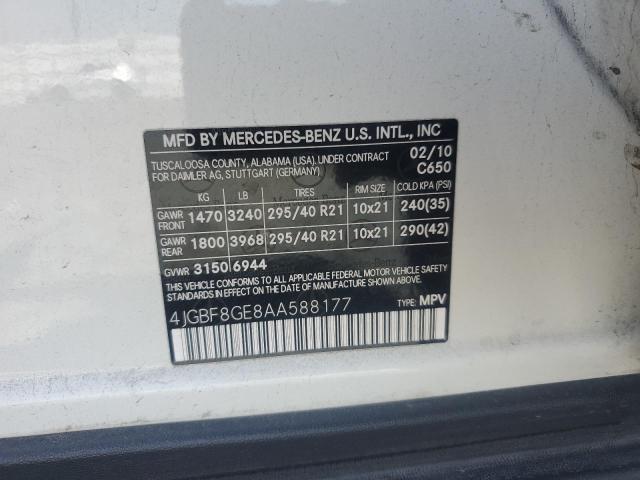 MFD BY MERCEDES-BENZ U.S. INTL., INC
TUSCALOOSA COUNTY, ALABAMA (USA). UNDER CONTRACT 02/10
FOR DAIMLER AG, STUTTGART (GERMANY) C650
KG LB TIRES RIM SIZE COLD KPA (PSI)
GAWR FRONT 1470 3240 295/40 R21 10x21 240(35)
GAWR REAR 1800 3968 295/40 R21 10x21 290(42)
GVWR 3150 6944
THIS VEHICLE CONFORMS TO ALL APPLICABLE FEDERAL MOTOR VEHICLE SAFETY
STANDARDS IN EFFECT ON THE DATE OF MANUFACTURE SHOWN ABOVE.
4JGBF8GE8AA588177 TYPE: MPV